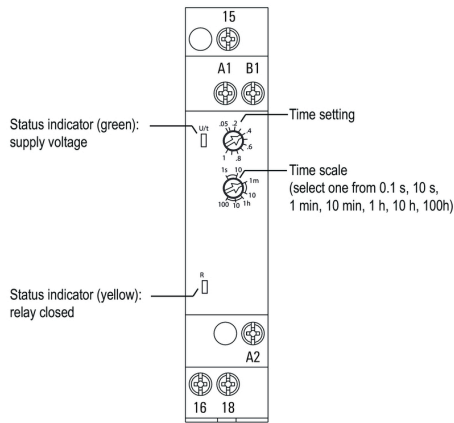 15
A1 B1
Status indicator (green):
supply voltage
U/t
.05 .2 .4 .6 .8 1
Time setting
1s 10 1m 10 1h 10 100
Time scale
(select one from 0.1 s, 10 s,
1 min, 10 min, 1 h, 10 h, 100h)
R
Status indicator (yellow):
relay closed
A2
16 18